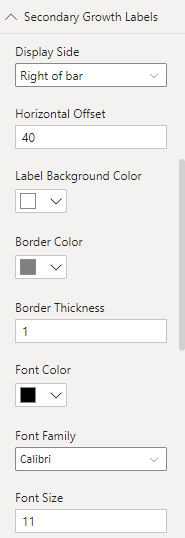 Secondary Growth Labels
Display Side
Right of bar
Horizontal Offset
40
Label Background Color
Border Color
Border Thickness
1
Font Color
Font Family
Calibri
Font Size
11